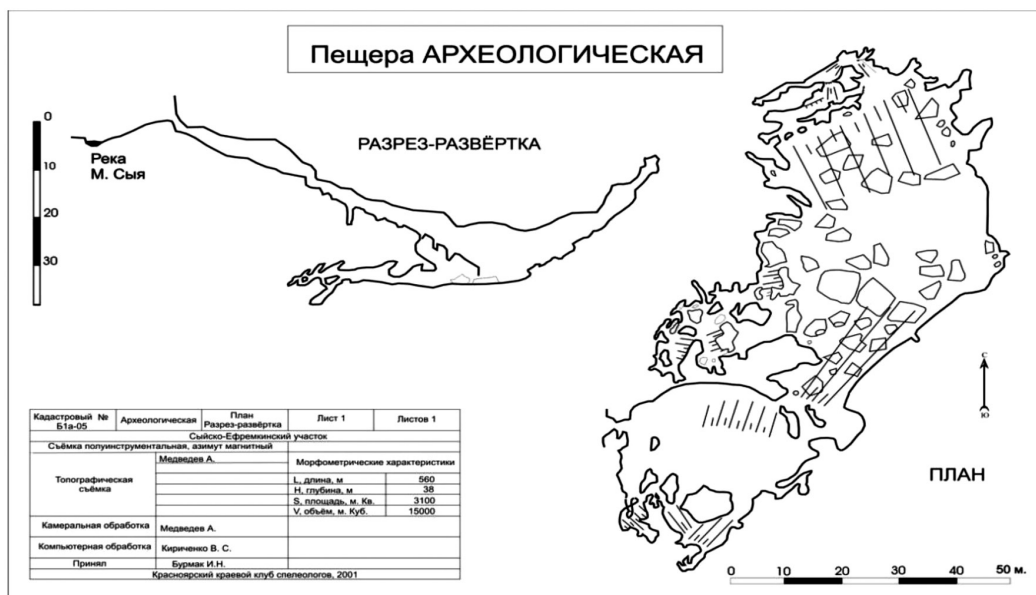 Пещера АРХЕОЛОГИЧЕСКАЯ
РАЗРЕЗ-РАЗВЁРТКА
0
10
20
30
Река
М. Сыя
С
Ю
ПЛАН
0 10 20 30 40 50 м.
Кадастровый № Б1а-05 Археологическая План Разрез-развёртка Лист 1 Листов 1
Сыйско-Ефремкинский участок
Съёмка полуинструментальная, азимут магнитный
Топографическая съёмка Медведев А. Морфометрические характеристики
L, длина, м 560
H, глубина, м 38
S, площадь, м. Кв. 3100
V, объём, м. Куб. 15000
Камеральная обработка Медведев А.
Компьютерная обработка Кириченко В. С.
Принял Бурмак И.Н.
Красноярский краевой клуб спелеологов, 2001